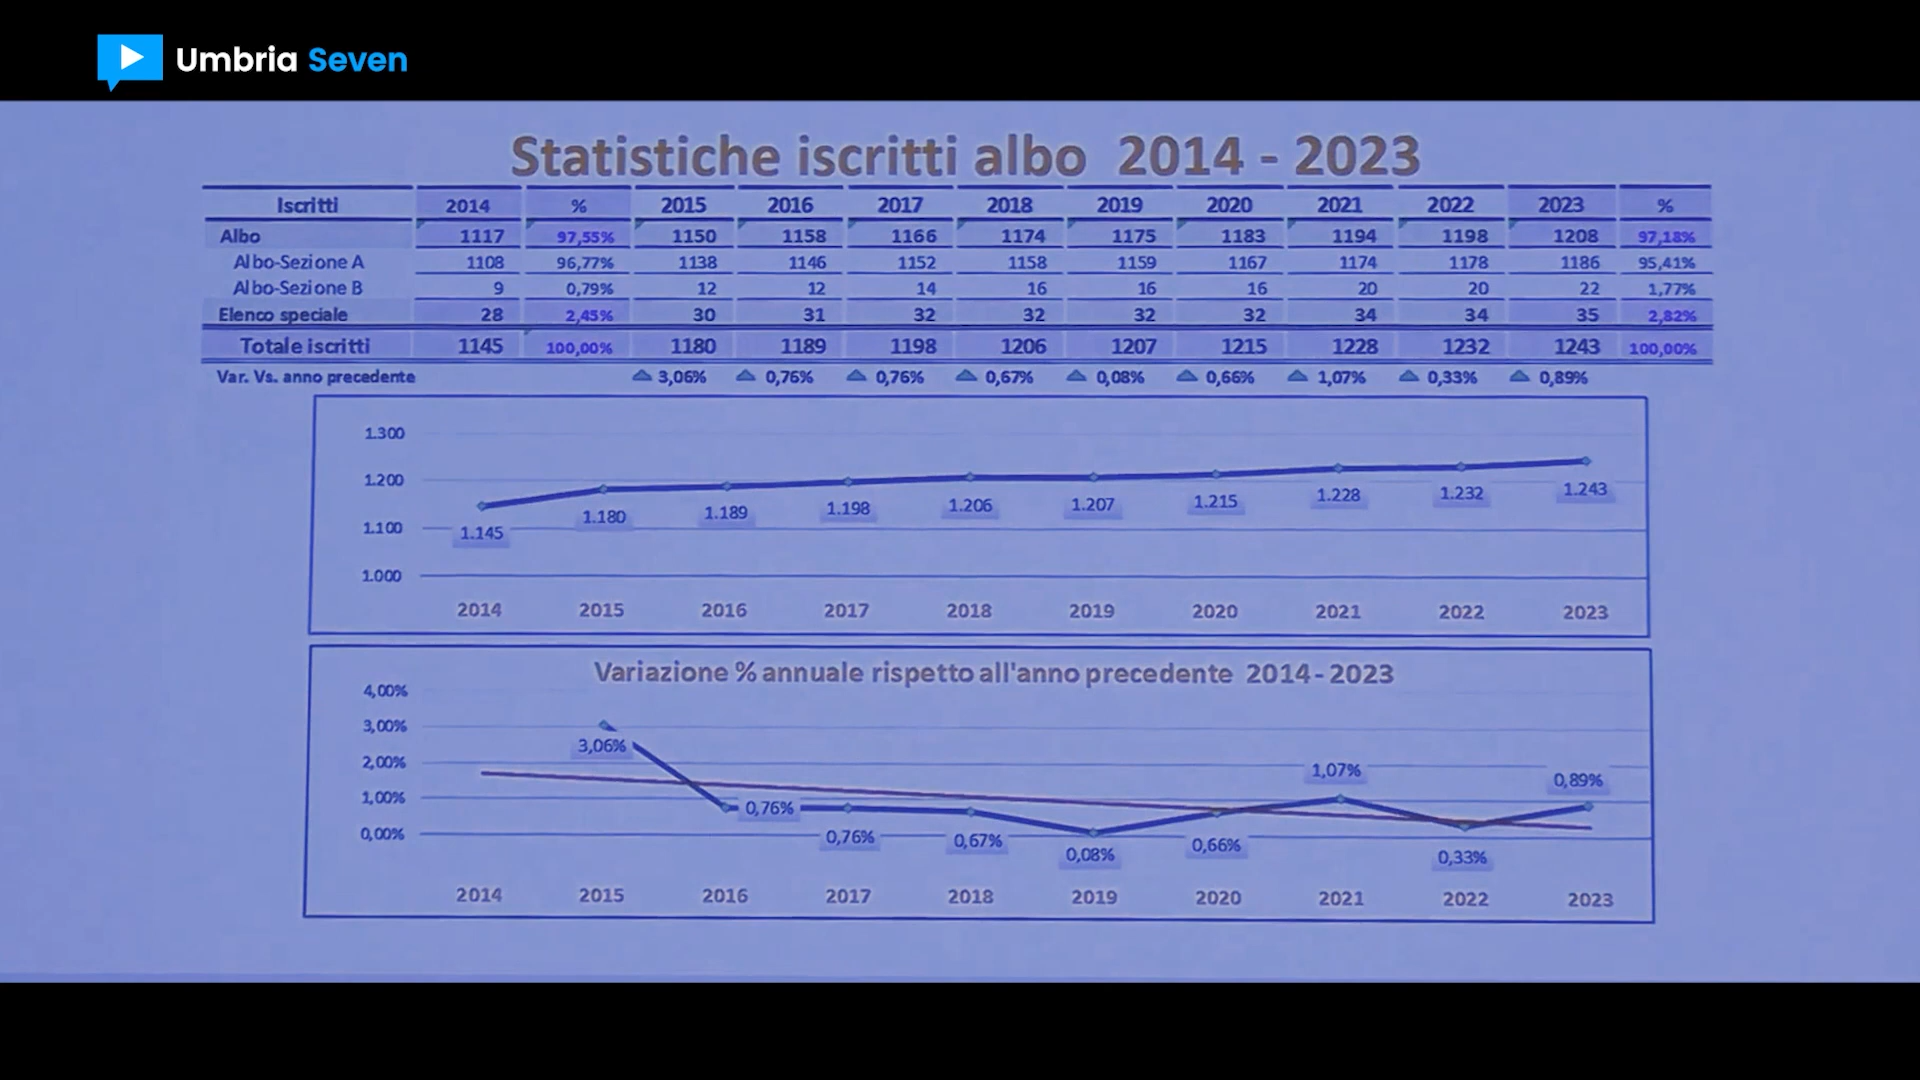 Umbria Seven
Statistiche iscritti albo 2014 - 2023
Iscritti 2014 % 2015 2016 2017 2018 2019 2020 2021 2022 2023 %
Albo 1117 97,55% 1150 1158 1166 1174 1175 1183 1194 1198 1208 97,18%
Albo-Sezione A 1108 96,77% 1138 1146 1152 1158 1159 1167 1174 1178 1186 95,41%
Albo-Sezione B 9 0,79% 12 12 14 16 16 16 20 20 22 1,77%
Elenco speciale 28 2,45% 30 31 32 32 32 32 34 34 35 2,82%
Totale iscritti 1145 100,00% 1180 1189 1198 1206 1207 1215 1228 1232 1243 100,00%
Var. Vs. anno precedente 3,06% 0,76% 0,76% 0,67% 0,08% 0,66% 1,07% 0,33% 0,89%
1.300
1.200
1.100
1.000
1.145 1.180 1.189 1.198 1.206 1.207 1.215 1.228 1.232 1.243
2014 2015 2016 2017 2018 2019 2020 2021 2022 2023
Variazione % annuale rispetto all'anno precedente 2014-2023
4,00%
3,00%
2,00%
1,00%
0,00%
3,06% 0,76% 0,76% 0,67% 0,08% 0,66% 1,07% 0,33% 0,89%
2014 2015 2016 2017 2018 2019 2020 2021 2022 2023